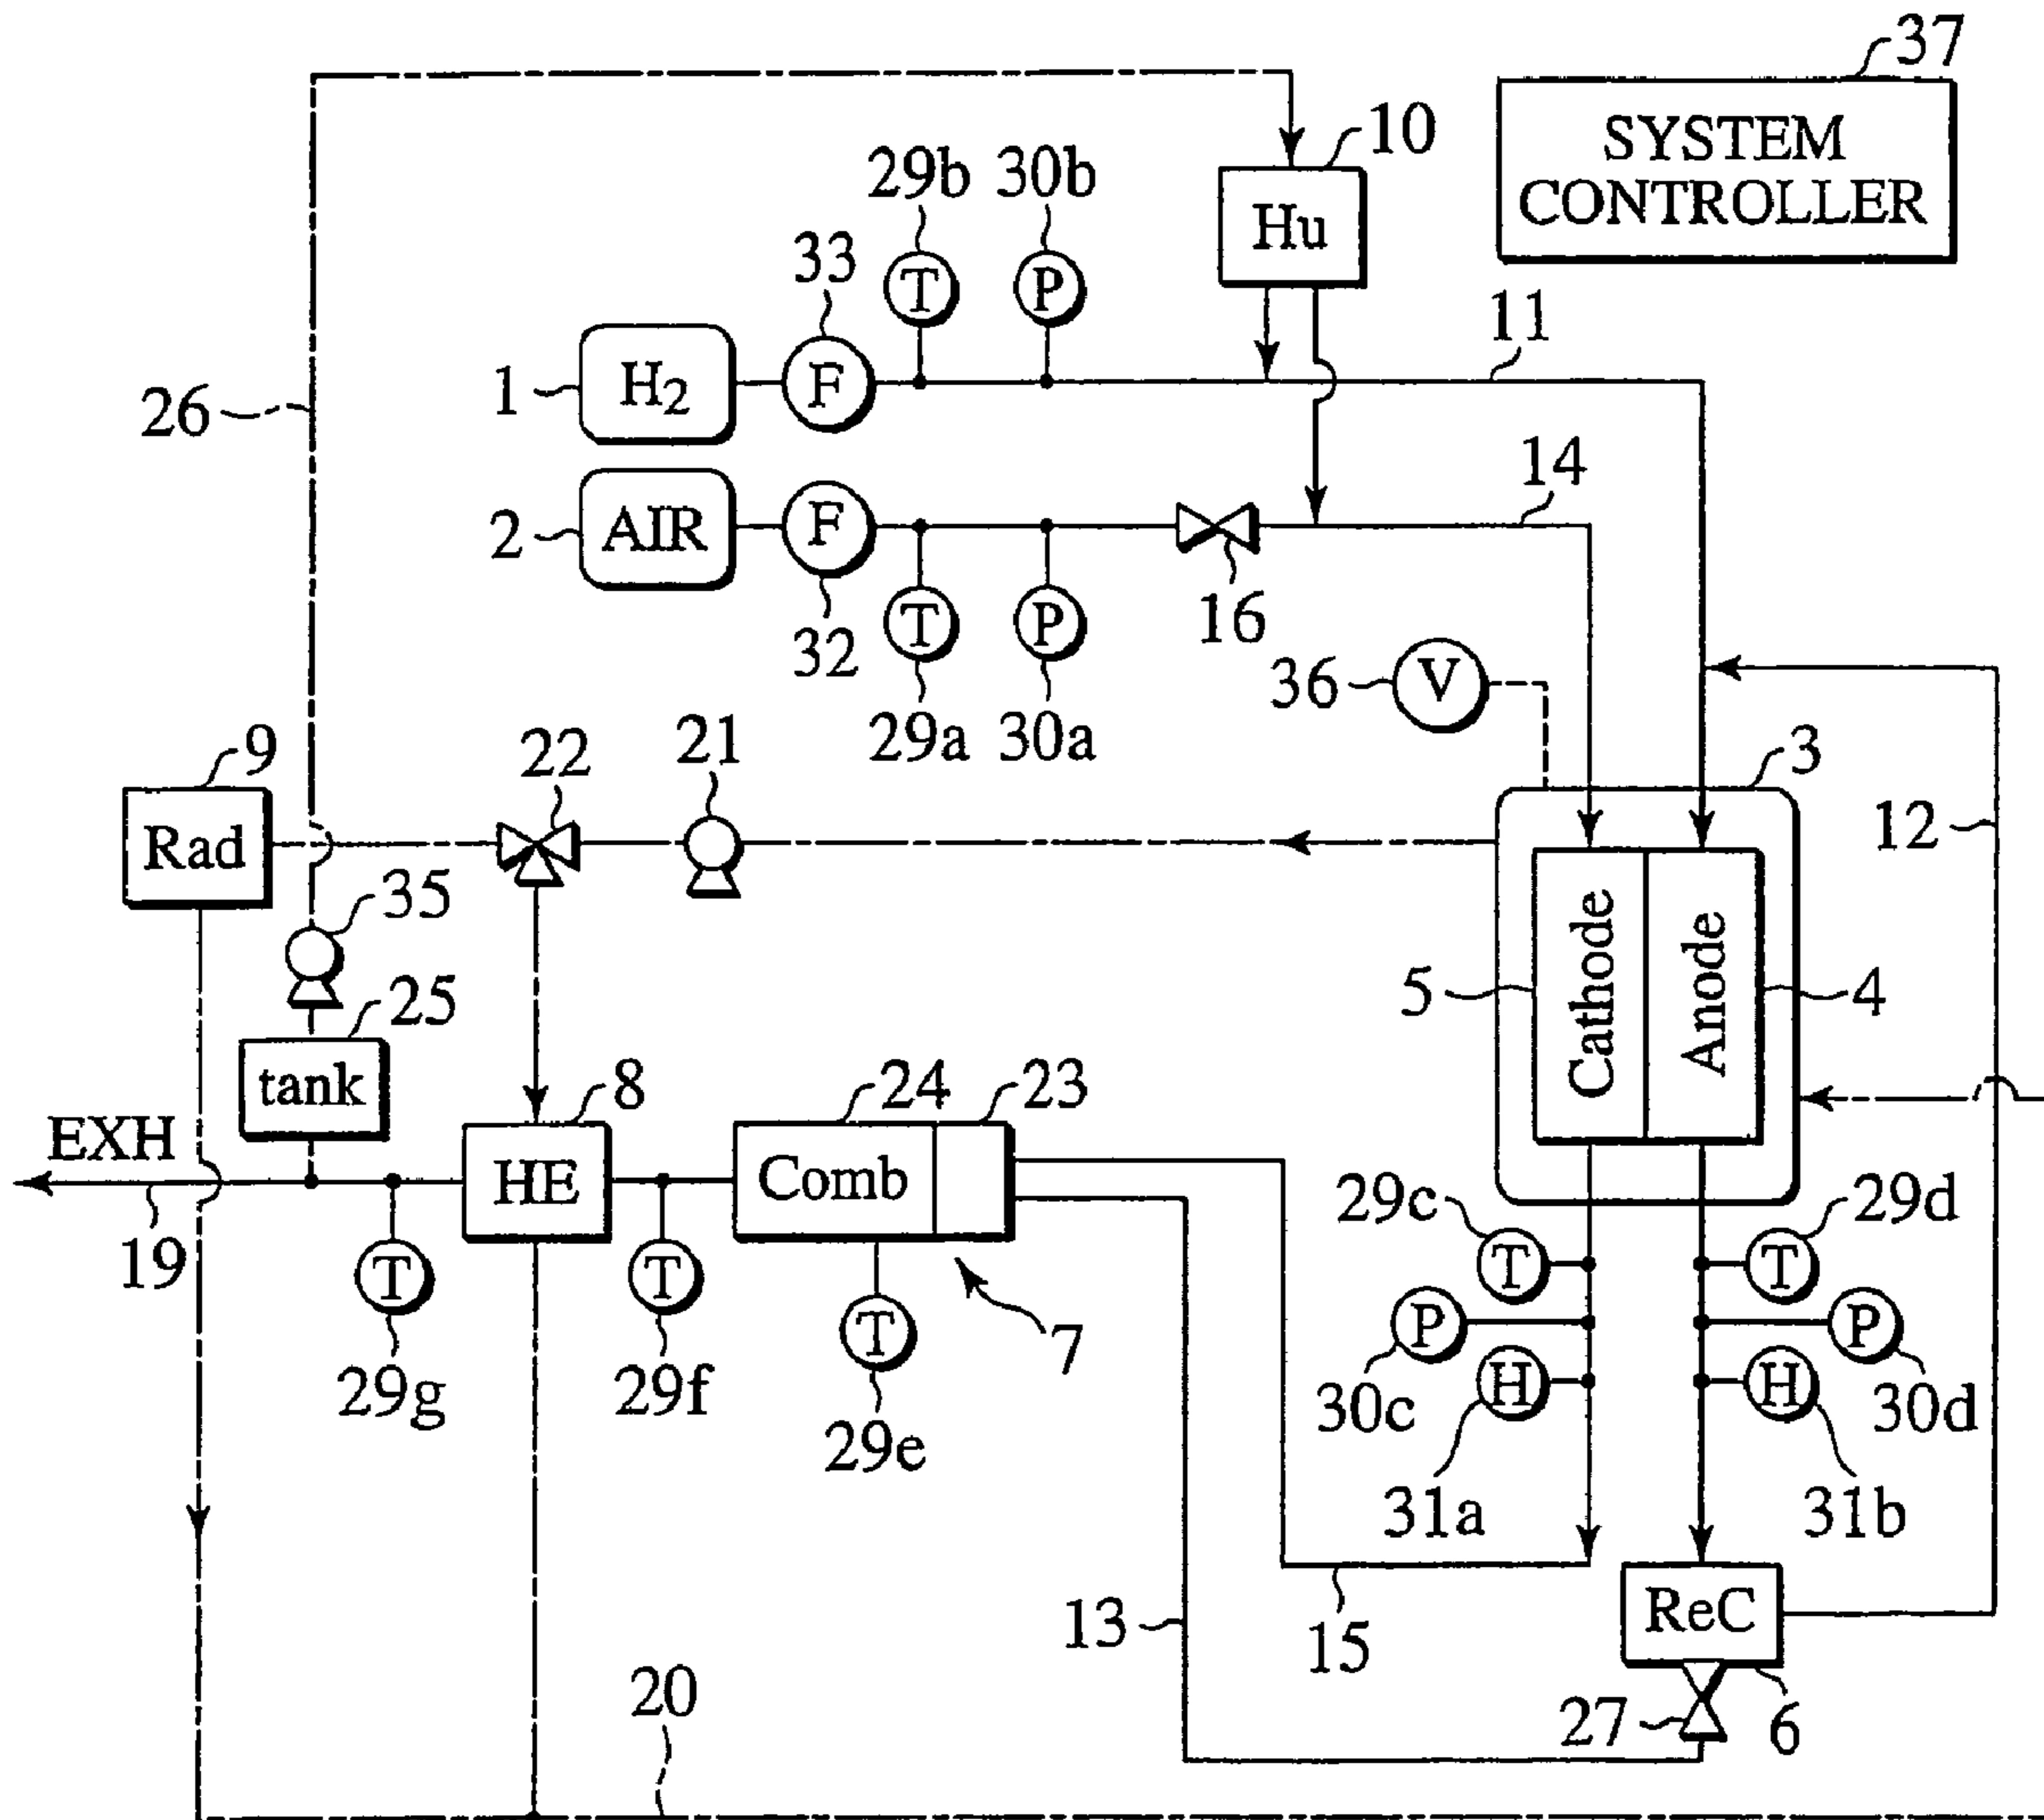 37
SYSTEM
CONTROLLER
10
Hu
29b
30b
33
T
P
11
1
H2
F
26
14
2
AIR
F
16
32
T
P
29a
30a
36
V
9
22
21
3
Rad
12
35
25
tank
5
Cathode
Anode
4
8
24
23
EXH
HE
Comb
19
29c
29d
T
T
T
T
T
7
P
P
29g
29f
29e
30c
H
H
30d
31a
31b
13
15
ReC
20
27
6